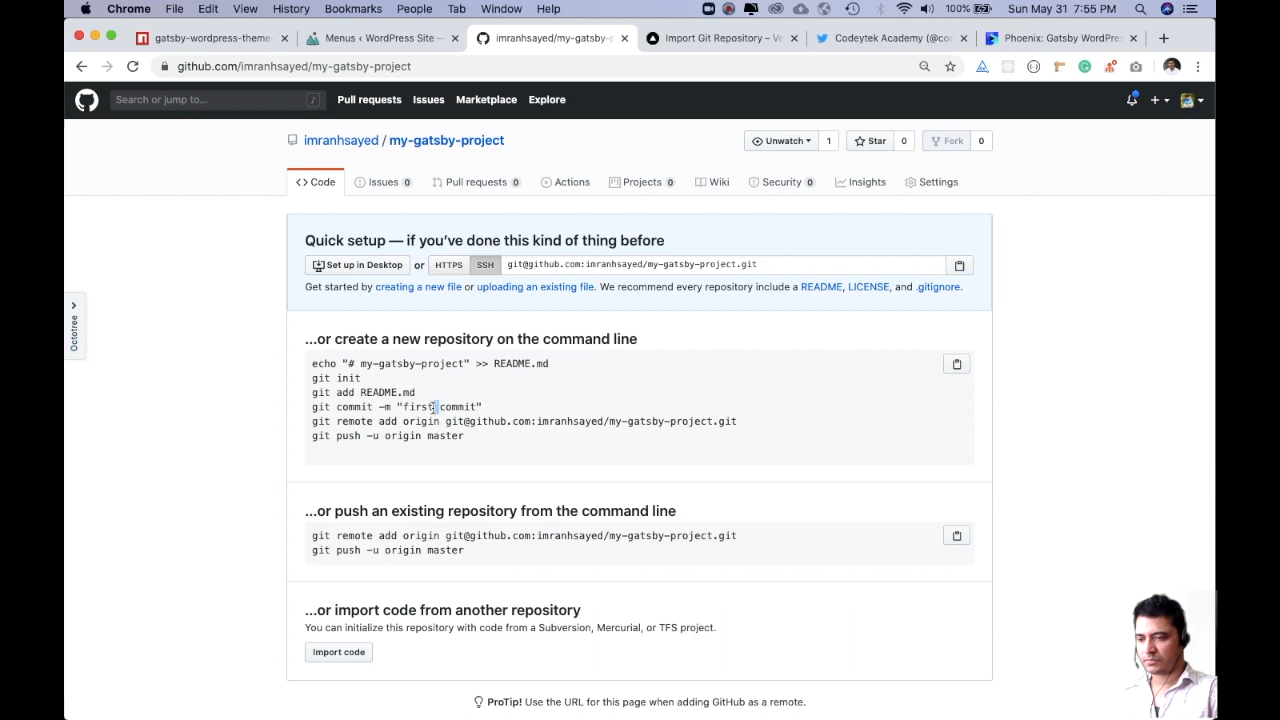 Chrome File Edit View History Bookmarks People Tab Window Help 100% Sun May 31 7:55 PM
gatsby-wordpress-theme- Menus ‹ WordPress Site — imranhsayed/my-gatsby-p Import Git Repository – Ve Codeytek Academy (@co Phoenix: Gatsby WordPres
github.com/imranhsayed/my-gatsby-project
Search or jump to... / Pull requests Issues Marketplace Explore
imranhsayed / my-gatsby-project Unwatch 1 Star 0 Fork 0
Code Issues 0 Pull requests 0 Actions Projects 0 Wiki Security 0 Insights Settings
Quick setup — if you've done this kind of thing before
Set up in Desktop or HTTPS SSH git@github.com:imranhsayed/my-gatsby-project.git
Get started by creating a new file or uploading an existing file. We recommend every repository include a README, LICENSE, and .gitignore.
Octotree
...or create a new repository on the command line
echo "# my-gatsby-project" >> README.md
git init
git add README.md
git commit -m "first commit"
git remote add origin git@github.com:imranhsayed/my-gatsby-project.git
git push -u origin master
...or push an existing repository from the command line
git remote add origin git@github.com:imranhsayed/my-gatsby-project.git
git push -u origin master
...or import code from another repository
You can initialize this repository with code from a Subversion, Mercurial, or TFS project.
Import code
ProTip! Use the URL for this page when adding GitHub as a remote.